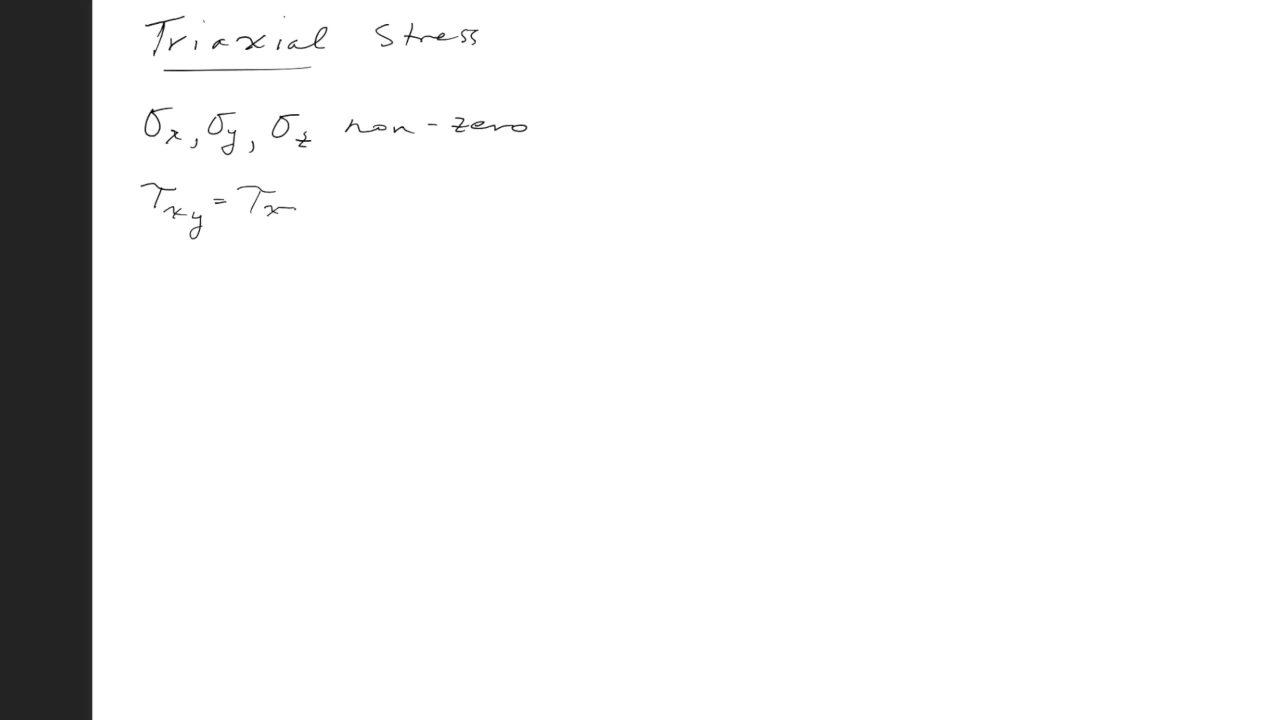 Triaxial Stress
σx, σy, σz non-zero
τxy = τx